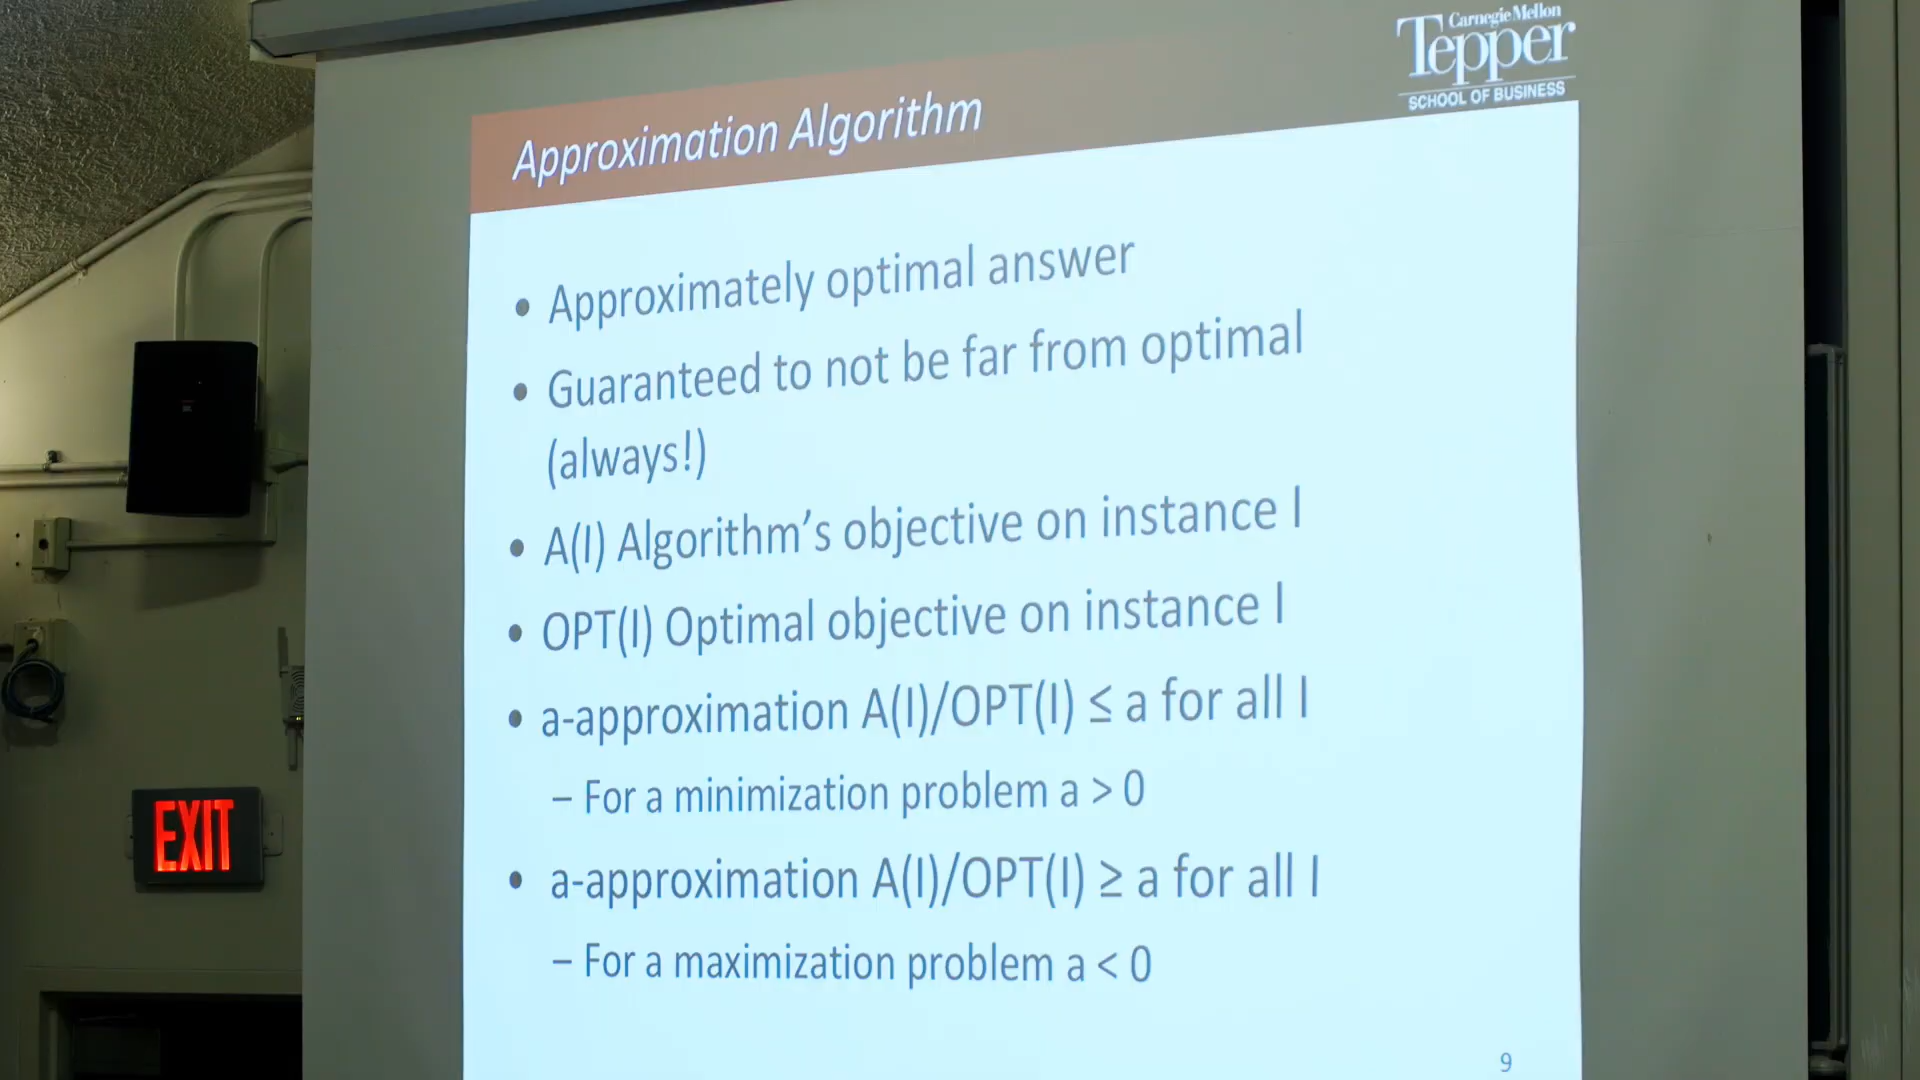 Carnegie Mellon
Tepper
SCHOOL OF BUSINESS
Approximation Algorithm
• Approximately optimal answer
• Guaranteed to not be far from optimal
(always!)
• A(I) Algorithm's objective on instance I
• OPT(I) Optimal objective on instance I
• a-approximation A(I)/OPT(I) ≤ a for all I
– For a minimization problem a > 0
• a-approximation A(I)/OPT(I) ≥ a for all I
– For a maximization problem a < 0
9
EXIT